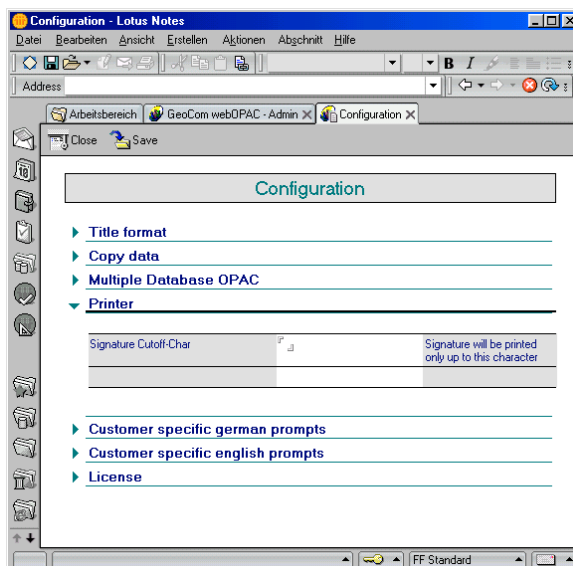 Configuration - Lotus Notes
Datei Bearbeiten Ansicht Erstellen Aktionen Abschnitt Hilfe
B I
Address
Arbeitsbereich GeoCom webOPAC - Admin Configuration
Close Save
Configuration
Title format
Copy data
Multiple Database OPAC
Printer
Signature Cutoff-Char Signature will be printed
only up to this character
Customer specific german prompts
Customer specific english prompts
License
FF Standard